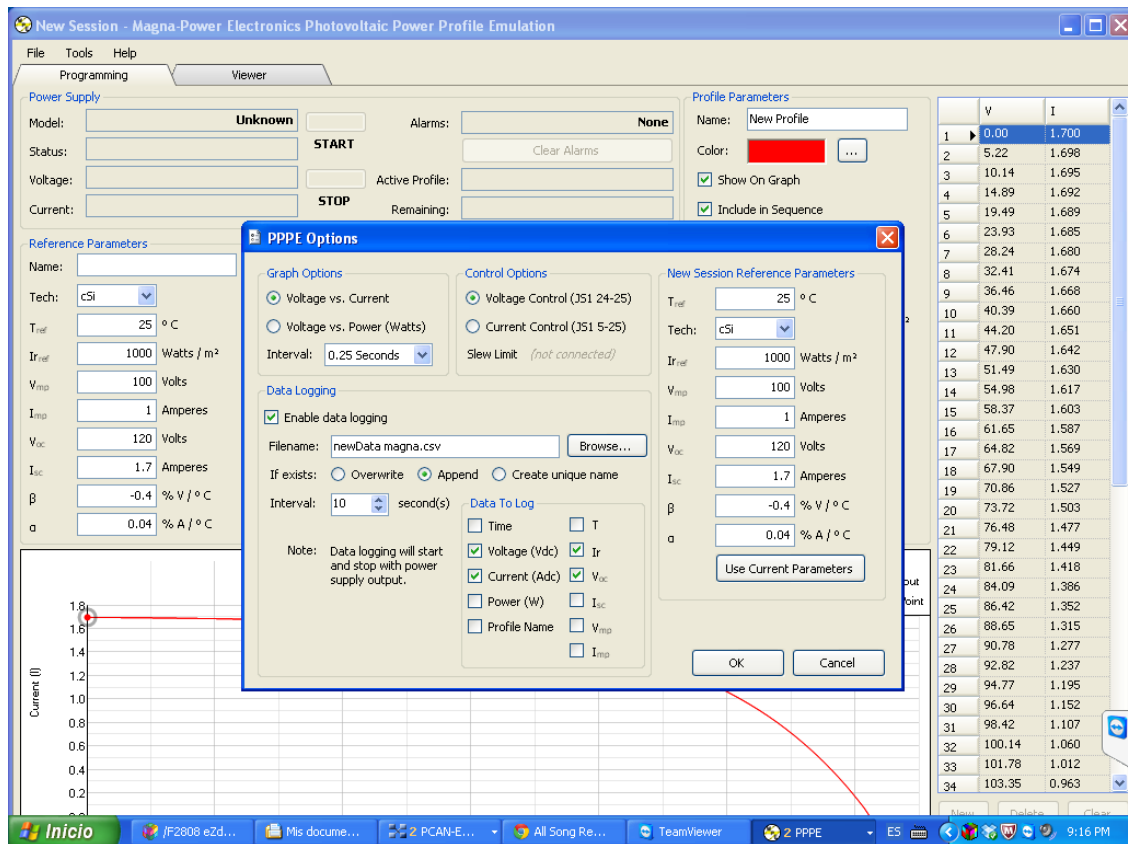 New Session - Magna-Power Electronics Photovoltaic Power Profile Emulation
File Tools Help
Programming Viewer
Power Supply
Model: Unknown
START
Alarms: None
Status:
Clear Alarms
Voltage:
STOP
Active Profile:
Current:
Remaining:
Profile Parameters
Name: New Profile
Color: ...
Show On Graph
Include in Sequence
Reference Parameters
Name:
Tech: cSi
Tref 25 º C
Irref 1000 Watts / m²
Vmp 100 Volts
Imp 1 Amperes
Voc 120 Volts
Isc 1.7 Amperes
β -0.4 % V / º C
α 0.04 % A / º C
PPPE Options
Graph Options
Voltage vs. Current
Voltage vs. Power (Watts)
Interval: 0.25 Seconds
Control Options
Voltage Control (JS1 24-25)
Current Control (JS1 5-25)
Slew Limit (not connected)
Data Logging
Enable data logging
Filename: newData magna.csv Browse...
If exists: Overwrite Append Create unique name
Interval: 10 second(s)
Note: Data logging will start
and stop with power
supply output.
Data To Log
Time T
Voltage (Vdc) Ir
Current (Adc) Voc
Power (W) Isc
Profile Name Vmp
Imp
New Session Reference Parameters
Tref 25 º C
Tech: cSi
Irref 1000 Watts / m²
Vmp 100 Volts
Imp 1 Amperes
Voc 120 Volts
Isc 1.7 Amperes
β -0.4 % V / º C
α 0.04 % A / º C
Use Current Parameters
OK Cancel
V I
1 0.00 1.700
2 5.22 1.698
3 10.14 1.695
4 14.89 1.692
5 19.49 1.689
6 23.93 1.685
7 28.24 1.680
8 32.41 1.674
9 36.46 1.668
10 40.39 1.660
11 44.20 1.651
12 47.90 1.642
13 51.49 1.630
14 54.98 1.617
15 58.37 1.603
16 61.65 1.587
17 64.82 1.569
18 67.90 1.549
19 70.86 1.527
20 73.72 1.503
21 76.48 1.477
22 79.12 1.449
23 81.66 1.418
24 84.09 1.386
25 86.42 1.352
26 88.65 1.315
27 90.78 1.277
28 92.82 1.237
29 94.77 1.195
30 96.64 1.152
31 98.42 1.107
32 100.14 1.060
33 101.78 1.012
34 103.35 0.963
New Delete Clear
out
Point
Current (I)
1.8
1.6
1.4
1.2
1.0
0.8
0.6
0.4
0.2
Inicio /F2808 eZd... Mis docume... 2 PCAN-E... All Song Re... TeamViewer 2 PPPE ES 9:16 PM